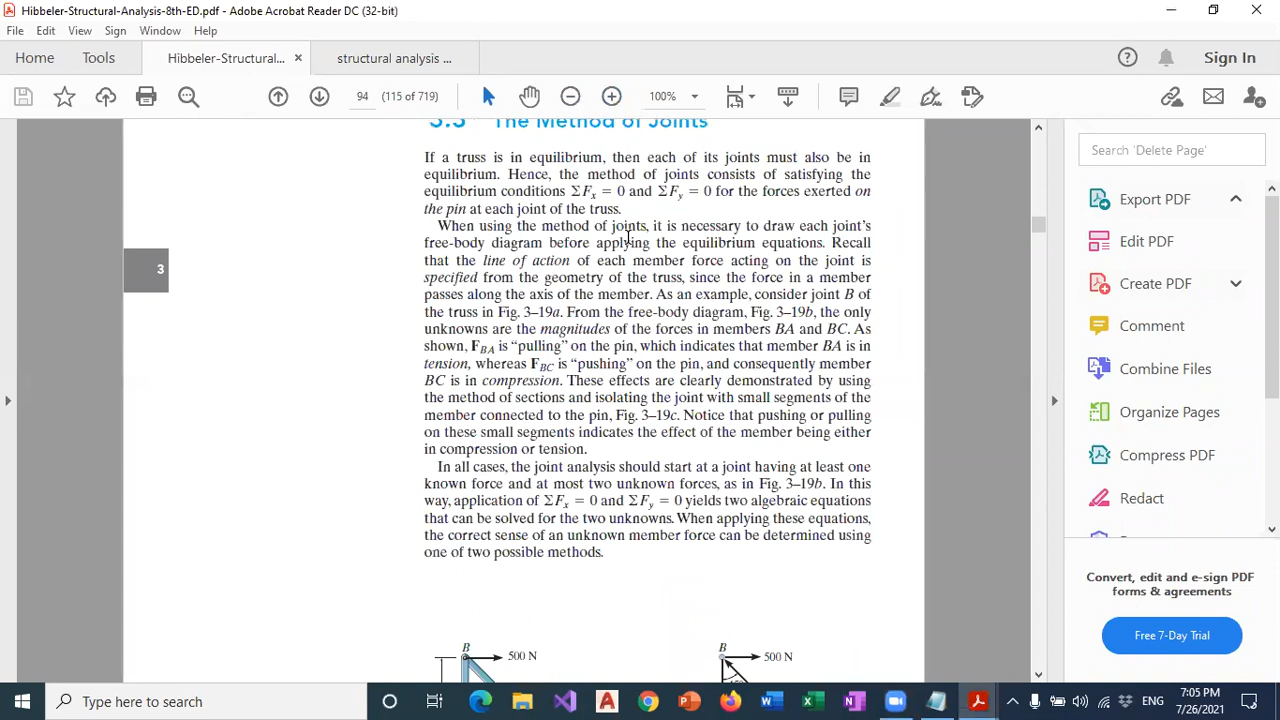 Hibbeler-Structural-Analysis-8th-ED.pdf - Adobe Acrobat Reader DC (32-bit)
File Edit View Sign Window Help
Home Tools Hibbeler-Structural... × structural analysis ...
? Sign In
94 (115 of 719) 100%
3.3 The Method of Joints
If a truss is in equilibrium, then each of its joints must also be in
equilibrium. Hence, the method of joints consists of satisfying the
equilibrium conditions ΣFx = 0 and ΣFy = 0 for the forces exerted on
the pin at each joint of the truss.
When using the method of joints, it is necessary to draw each joint's
free-body diagram before applying the equilibrium equations. Recall
that the line of action of each member force acting on the joint is
specified from the geometry of the truss, since the force in a member
passes along the axis of the member. As an example, consider joint B of
the truss in Fig. 3–19a. From the free-body diagram, Fig. 3–19b, the only
unknowns are the magnitudes of the forces in members BA and BC. As
shown, FBA is "pulling" on the pin, which indicates that member BA is in
tension, whereas FBC is "pushing" on the pin, and consequently member
BC is in compression. These effects are clearly demonstrated by using
the method of sections and isolating the joint with small segments of the
member connected to the pin, Fig. 3–19c. Notice that pushing or pulling
on these small segments indicates the effect of the member being either
in compression or tension.
In all cases, the joint analysis should start at a joint having at least one
known force and at most two unknown forces, as in Fig. 3–19b. In this
way, application of ΣFx = 0 and ΣFy = 0 yields two algebraic equations
that can be solved for the two unknowns. When applying these equations,
the correct sense of an unknown member force can be determined using
one of two possible methods.
3
B
500 N
B
500 N
Search 'Delete Page'
Export PDF
Edit PDF
Create PDF
Comment
Combine Files
Organize Pages
Compress PDF
Redact
Convert, edit and e-sign PDF
forms & agreements
Free 7-Day Trial
Type here to search
ENG
7:05 PM
7/26/2021